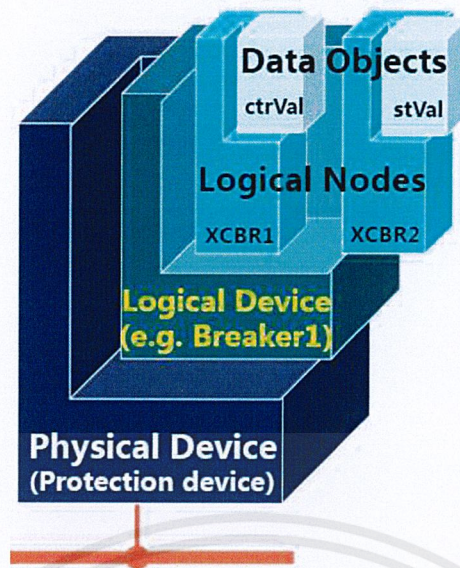 Data Objects
ctrVal
stVal
Logical Nodes
XCBR1
XCBR2
Logical Device
(e.g. Breaker1)
Physical Device
(Protection device)